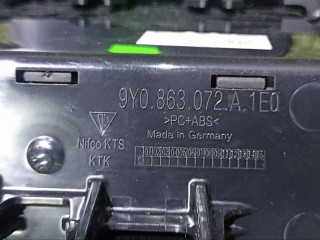 9Y0.863.072.A.1E0
>PC+ABS<
Made in Germany
Nifco KTS.
KTK